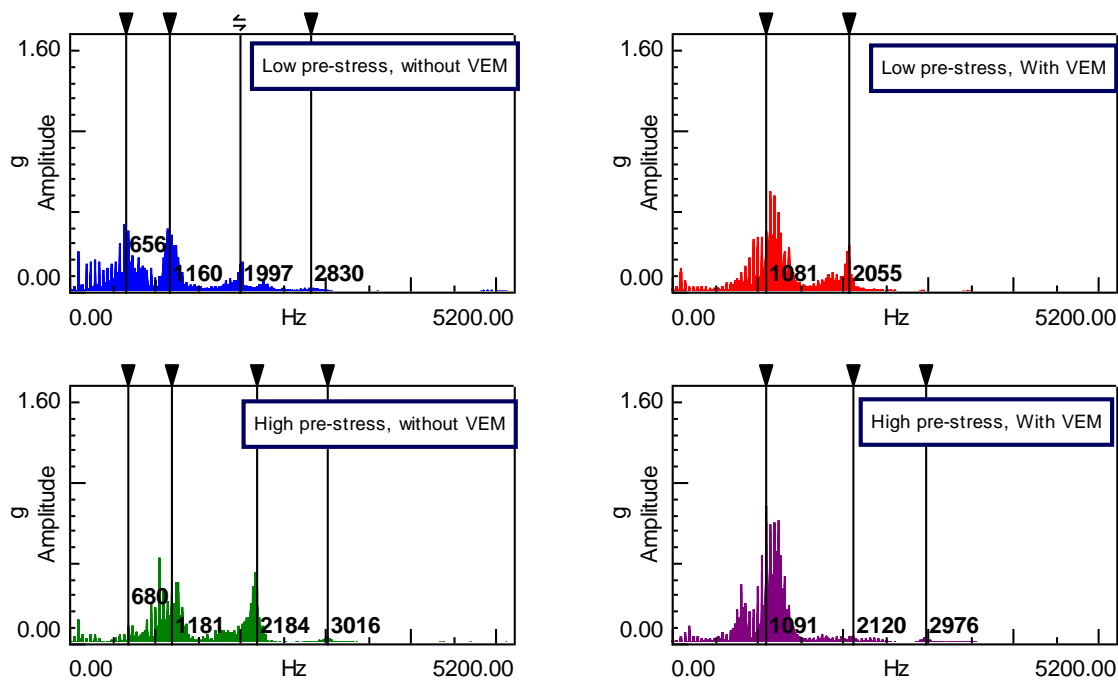 1.60
Low pre-stress, without VEM
g
Amplitude
656
1160
1997
2830
0.00
0.00
Hz
5200.00
1.60
Low pre-stress, With VEM
g
Amplitude
1081
2055
0.00
0.00
Hz
5200.00
1.60
High pre-stress, without VEM
g
Amplitude
680
1181
2184
3016
0.00
0.00
Hz
5200.00
1.60
High pre-stress, With VEM
g
Amplitude
1091
2120
2976
0.00
0.00
Hz
5200.00